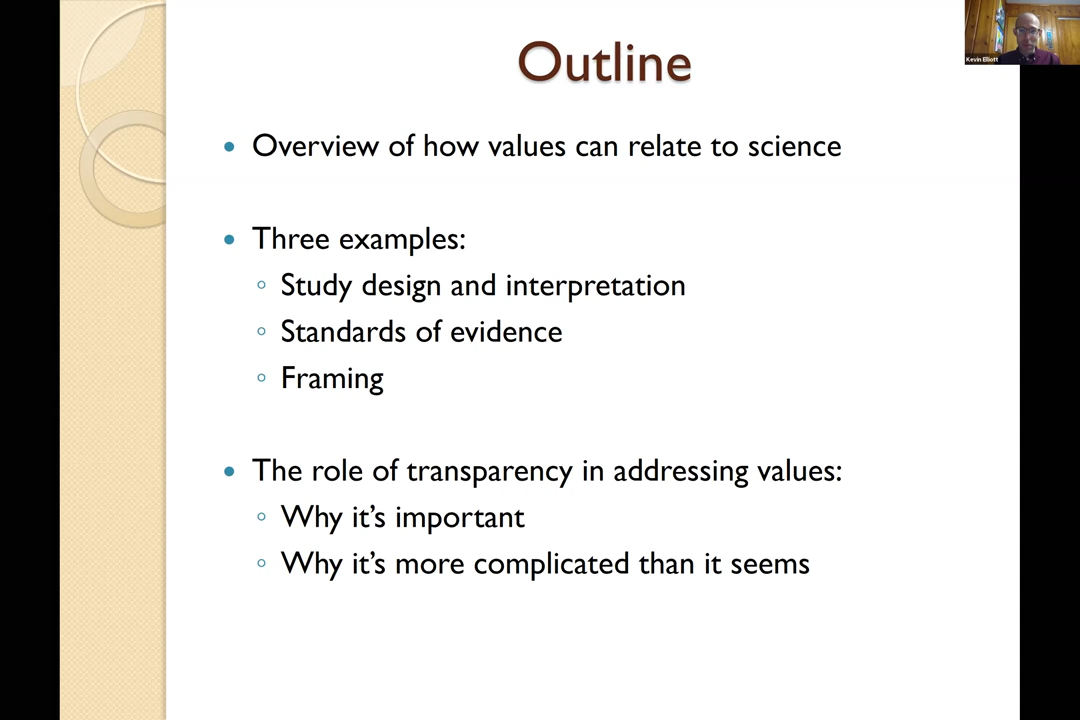 Outline
Kevin Elliott
• Overview of how values can relate to science
• Three examples:
◦ Study design and interpretation
◦ Standards of evidence
◦ Framing
• The role of transparency in addressing values:
◦ Why it’s important
◦ Why it’s more complicated than it seems